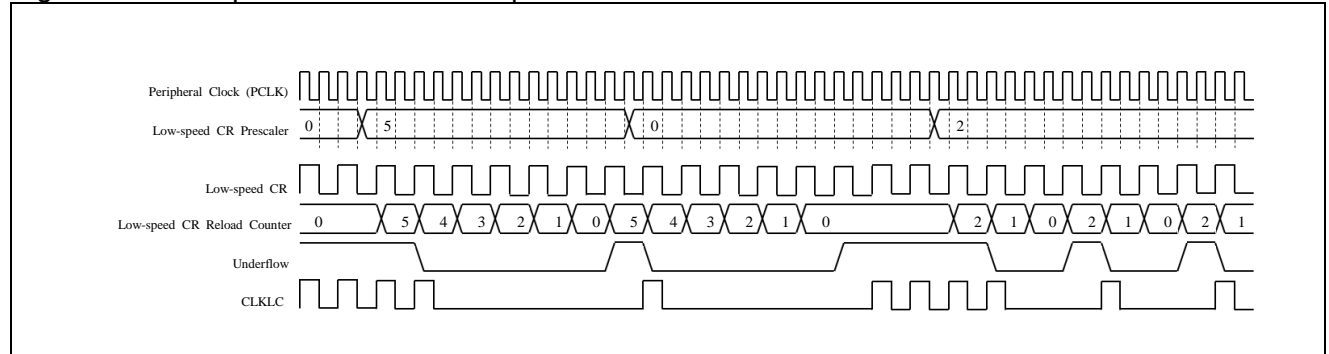 Peripheral Clock (PCLK)
Low-speed CR Prescaler 0 5 0 2
Low-speed CR
Low-speed CR Reload Counter 0 5 4 3 2 1 0 5 4 3 2 1 0 2 1 0 2 1 0 2 1
Underflow
CLKLC